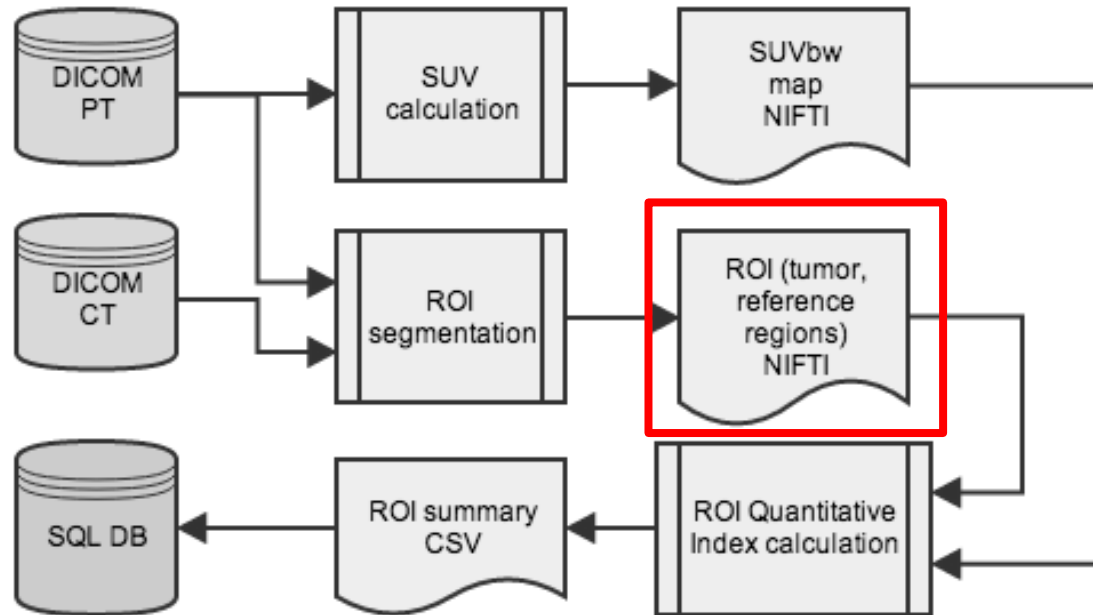 DICOM
PT
SUV
calculation
SUVbw
map
NIFTI
DICOM
CT
ROI
segmentation
ROI (tumor,
reference
regions)
NIFTI
SQL DB
ROI summary
CSV
ROI Quantitative
Index calculation